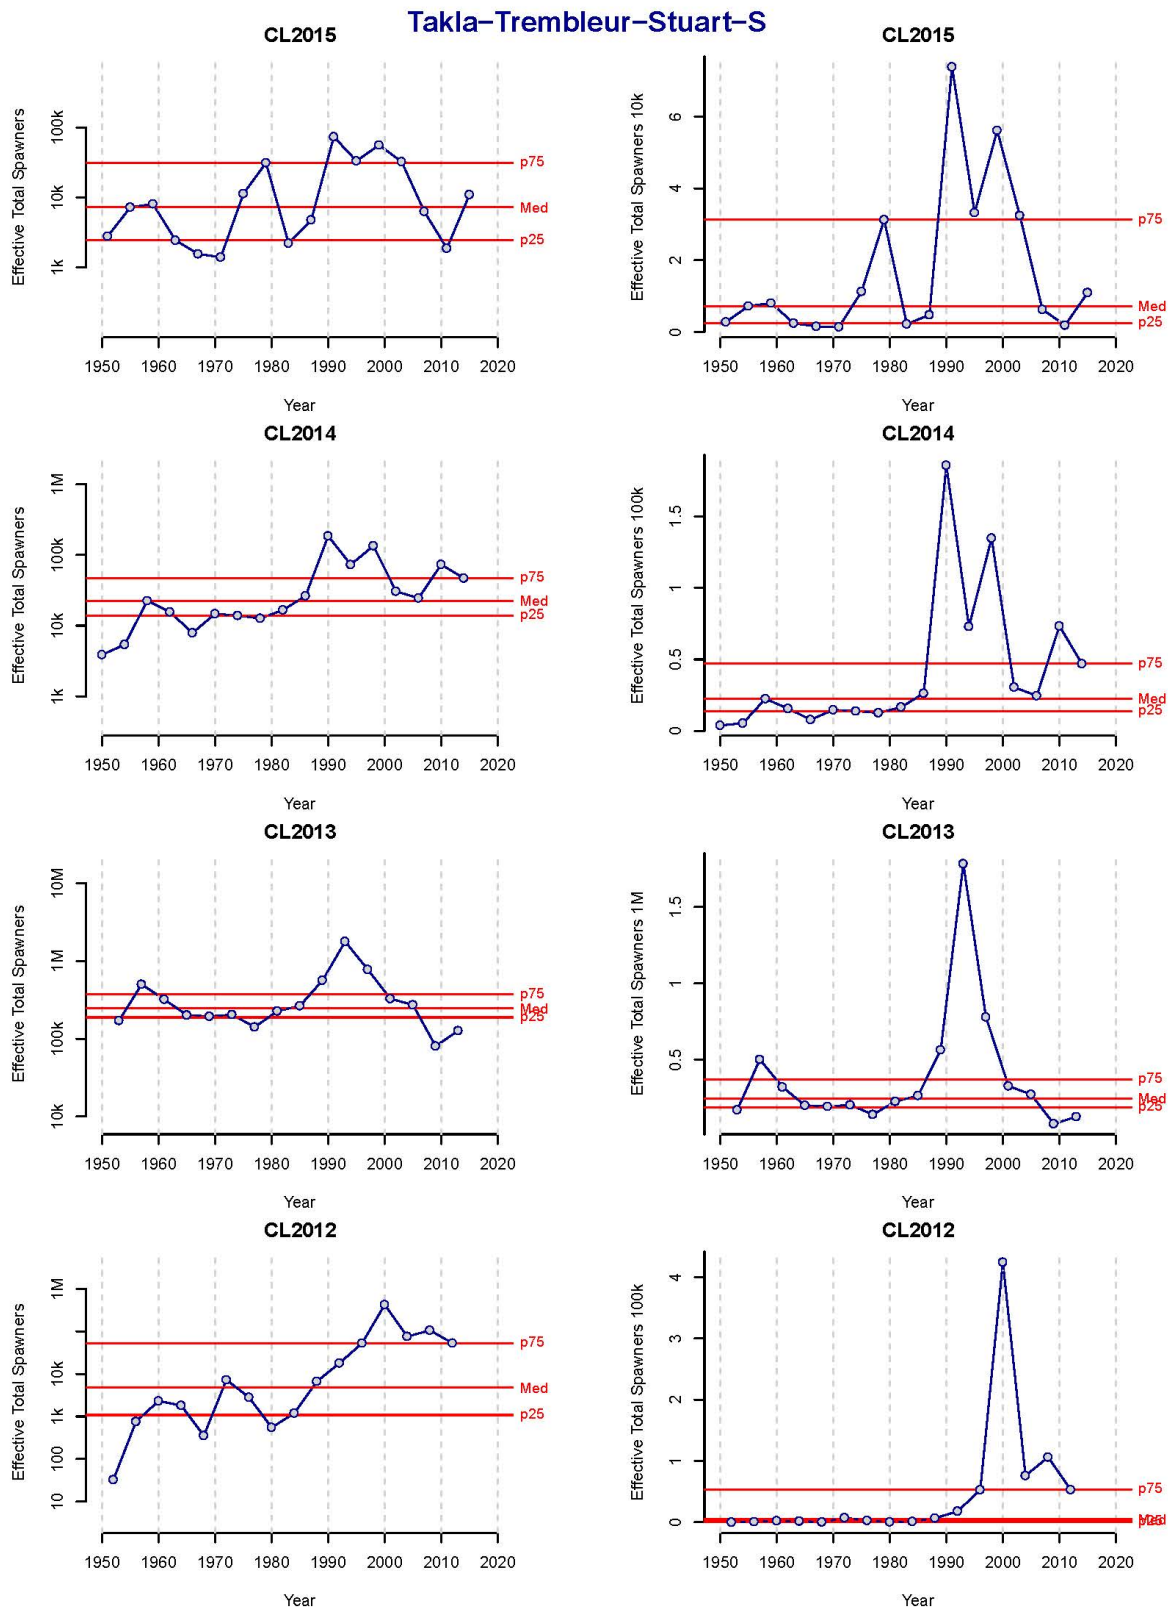 Takla−Trembleur−Stuart−S
CL2015
Effective Total Spawners
100k
10k
1k
p75
Med
p25
1950 1960 1970 1980 1990 2000 2010 2020
Year
CL2015
Effective Total Spawners 10k
6
4
2
0
p75
Med
p25
1950 1960 1970 1980 1990 2000 2010 2020
Year
CL2014
Effective Total Spawners
1M
100k
10k
1k
p75
Med
p25
1950 1960 1970 1980 1990 2000 2010 2020
Year
CL2014
Effective Total Spawners 100k
1.5
1
0.5
0
p75
Med
p25
1950 1960 1970 1980 1990 2000 2010 2020
Year
CL2013
Effective Total Spawners
10M
1M
100k
10k
p75
Med
p25
1950 1960 1970 1980 1990 2000 2010 2020
Year
CL2013
Effective Total Spawners 1M
1.5
1
0.5
p75
Med
p25
1950 1960 1970 1980 1990 2000 2010 2020
Year
CL2012
Effective Total Spawners
1M
10k
1k
100
10
p75
Med
p25
1950 1960 1970 1980 1990 2000 2010 2020
Year
CL2012
Effective Total Spawners 100k
4
3
2
1
0
p75
Med
p25
1950 1960 1970 1980 1990 2000 2010 2020
Year